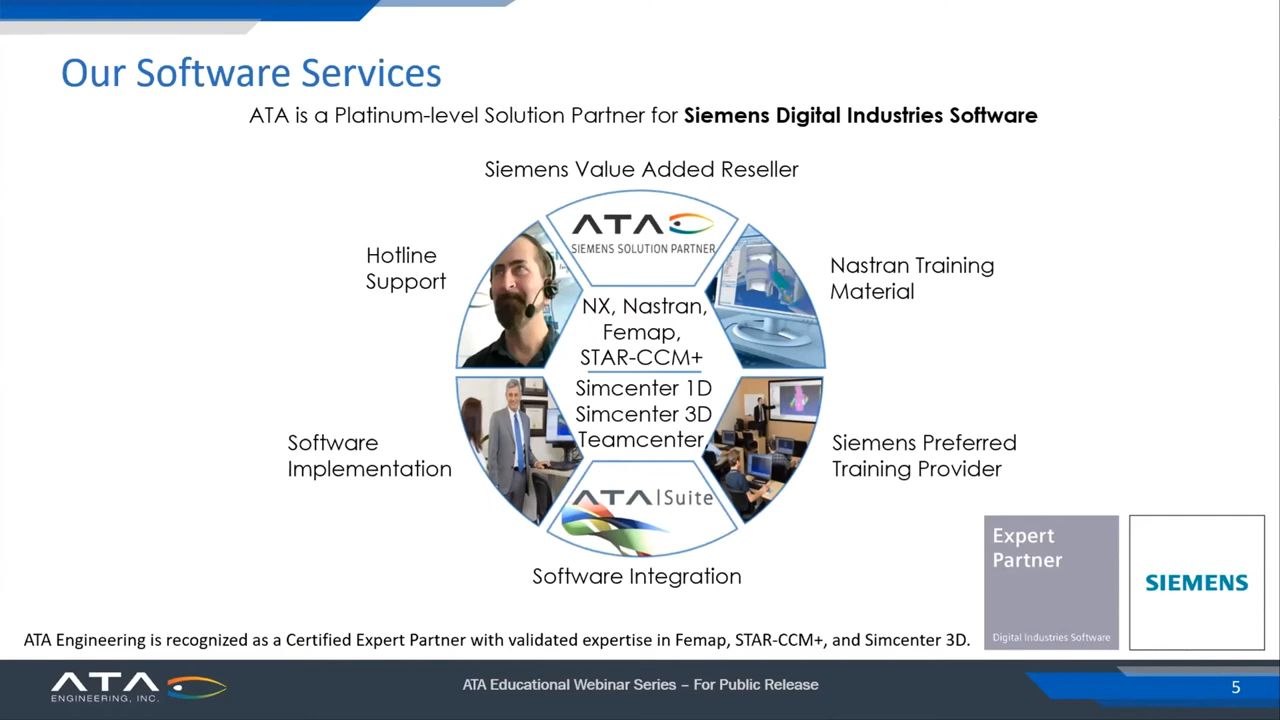 Our Software Services
ATA is a Platinum-level Solution Partner for Siemens Digital Industries Software
Siemens Value Added Reseller
ATA
SIEMENS SOLUTION PARTNER
Hotline
Support
Nastran Training
Material
NX, Nastran,
Femap,
STAR-CCM+
Simcenter 1D
Simcenter 3D
Teamcenter
Software
Implementation
Siemens Preferred
Training Provider
ATA|Suite
Software Integration
Expert
Partner
Digital Industries Software
SIEMENS
ATA Engineering is recognized as a Certified Expert Partner with validated expertise in Femap, STAR-CCM+, and Simcenter 3D.
ATA
ENGINEERING, INC.
ATA Educational Webinar Series – For Public Release
5